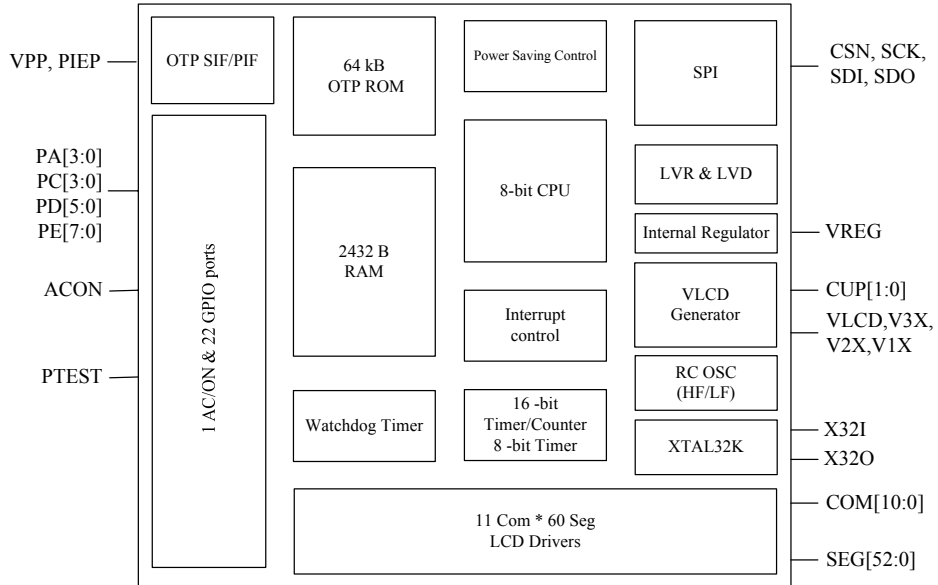 VPP, PIEP
PA[3:0]
PC[3:0]
PD[5:0]
PE[7:0]
ACON
PTEST
OTP SIF/PIF
1 AC/ON & 22 GPIO ports
64 kB
OTP ROM
2432 B
RAM
Watchdog Timer
Power Saving Control
8-bit CPU
Interrupt
control
16 -bit
Timer/Counter
8 -bit Timer
SPI
LVR & LVD
Internal Regulator
VLCD
Generator
RC OSC
(HF/LF)
XTAL32K
11 Com * 60 Seg
LCD Drivers
CSN, SCK,
SDI, SDO
VREG
CUP[1:0]
VLCD,V3X,
V2X,V1X
X32I
X32O
COM[10:0]
SEG[52:0]